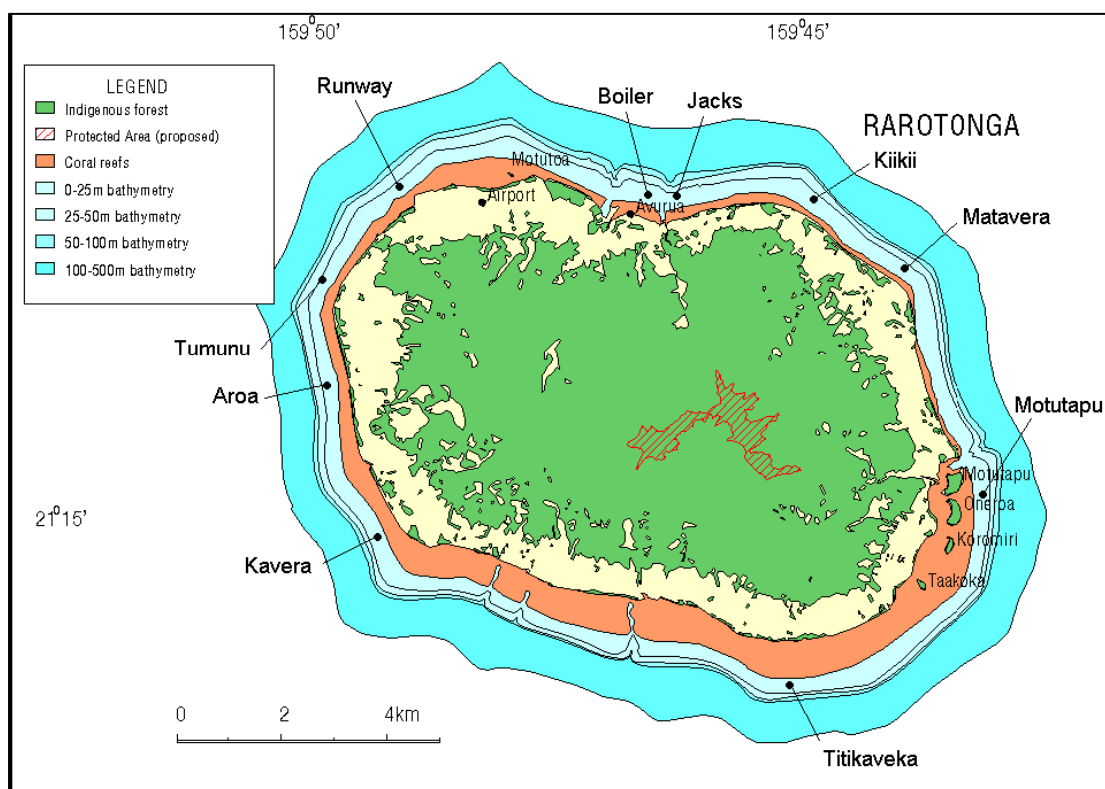 159° 50'
159° 45'
LEGEND
Indigenous forest
Protected Area (proposed)
Coral reefs
0-25m bathymetry
25-50m bathymetry
50-100m bathymetry
100-500m bathymetry
Runway
Boiler
Jacks
RAROTONGA
Kiikii
Motutoa
Airport
Avurua
Matavera
Tumunu
Aroa
Motutapu
Motutapu
Oneroa
21° 15'
Koromiri
Kavera
Taakoka
0 2 4km
Titikaveka